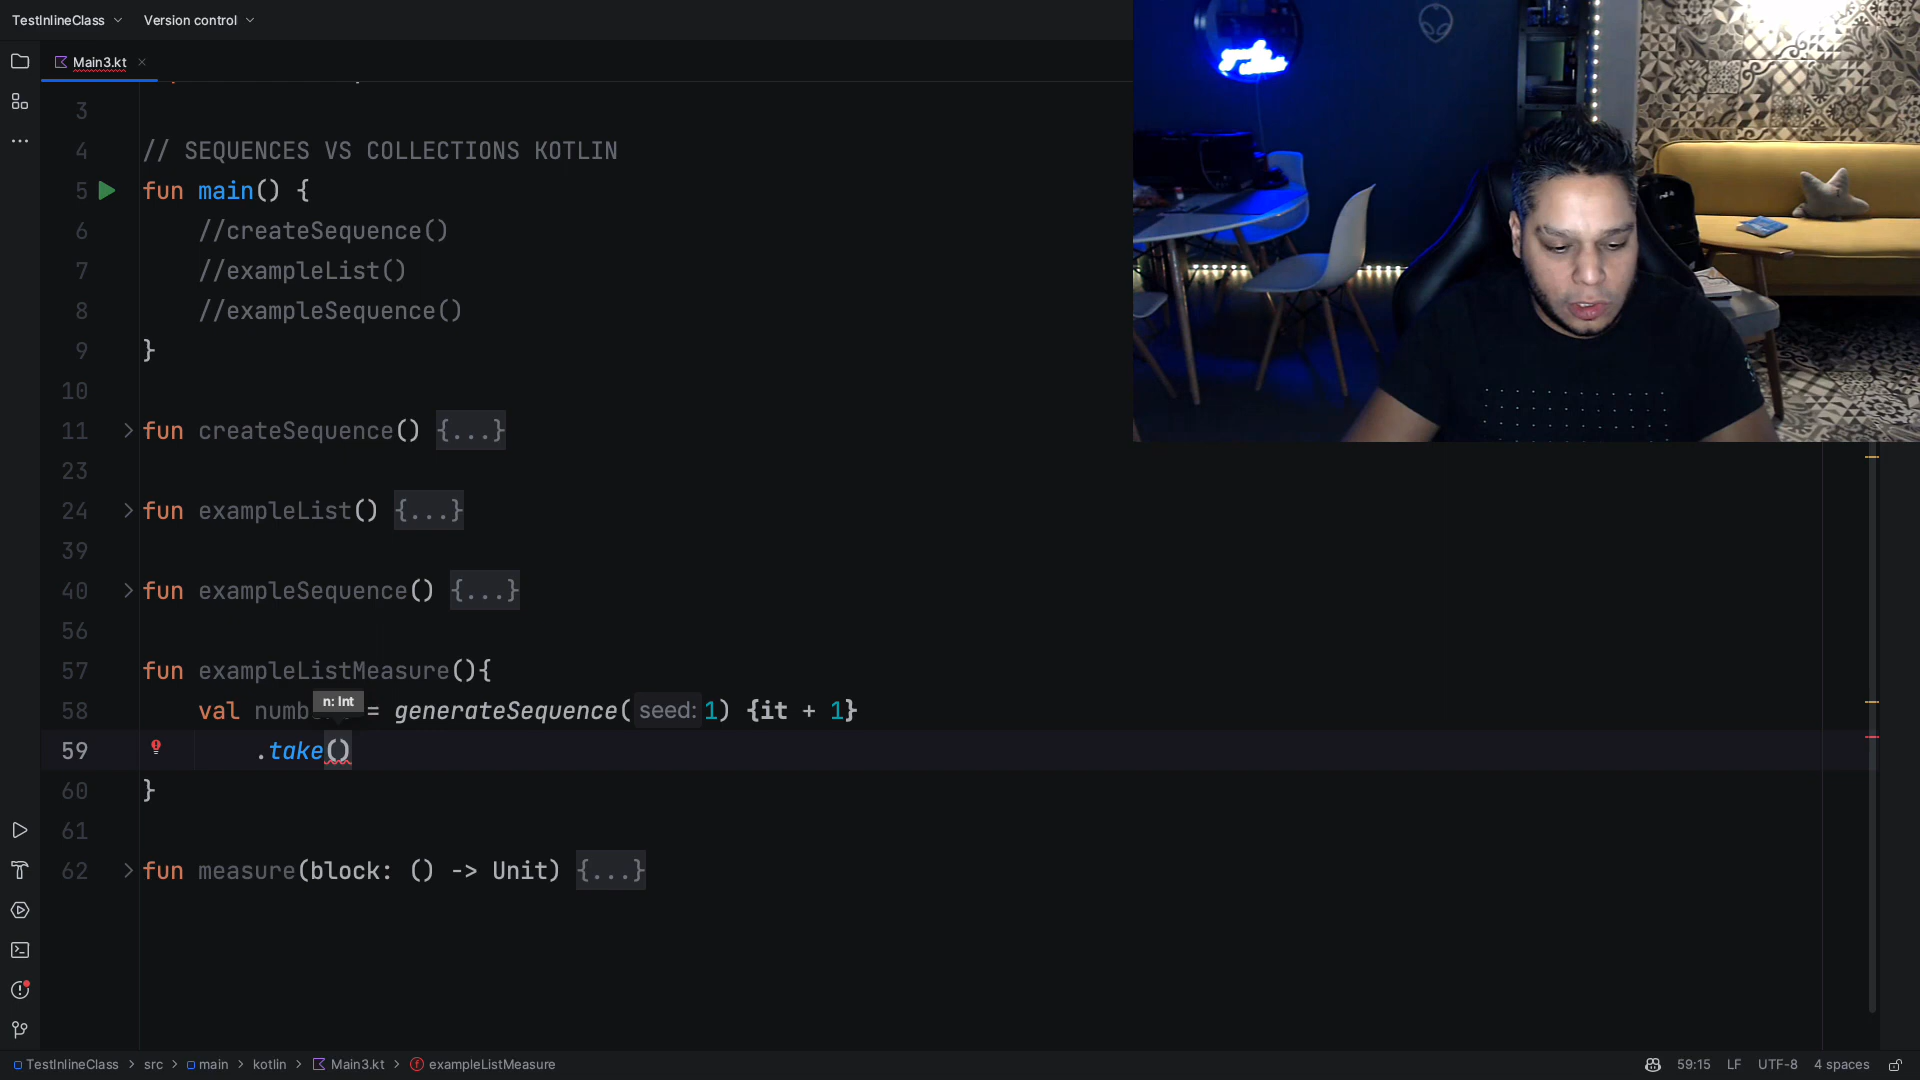 TestInlineClass Version control
Main3.kt
3
4 // SEQUENCES VS COLLECTIONS KOTLIN
5 fun main() {
6 //createSequence()
7 //exampleList()
8 //exampleSequence()
9 }
10
11 fun createSequence() {...}
23
24 fun exampleList() {...}
39
40 fun exampleSequence() {...}
56
57 fun exampleListMeasure(){
n: Int
58 val numb = generateSequence( seed: 1) {it + 1}
59 .take()
60 }
61
62 fun measure(block: () -> Unit) {...}
TestInlineClass > src > main > kotlin > Main3.kt > exampleListMeasure 59:15 LF UTF-8 4 spaces